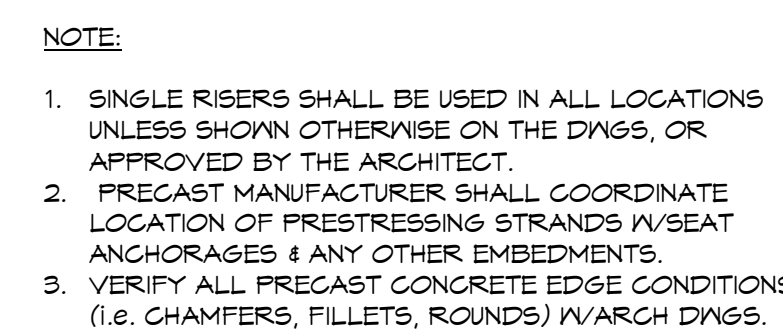 NOTE:
1. SINGLE RISERS SHALL BE USED IN ALL LOCATIONS
UNLESS SHOWN OTHERWISE ON THE DWGS, OR
APPROVED BY THE ARCHITECT.
2. PRECAST MANUFACTURER SHALL COORDINATE
LOCATION OF PRESTRESSING STRANDS W/SEAT
ANCHORAGES & ANY OTHER EMBEDMENTS.
3. VERIFY ALL PRECAST CONCRETE EDGE CONDITIONS
(i.e. CHAMFERS, FILLETS, ROUNDS) W/ARCH DWGS.